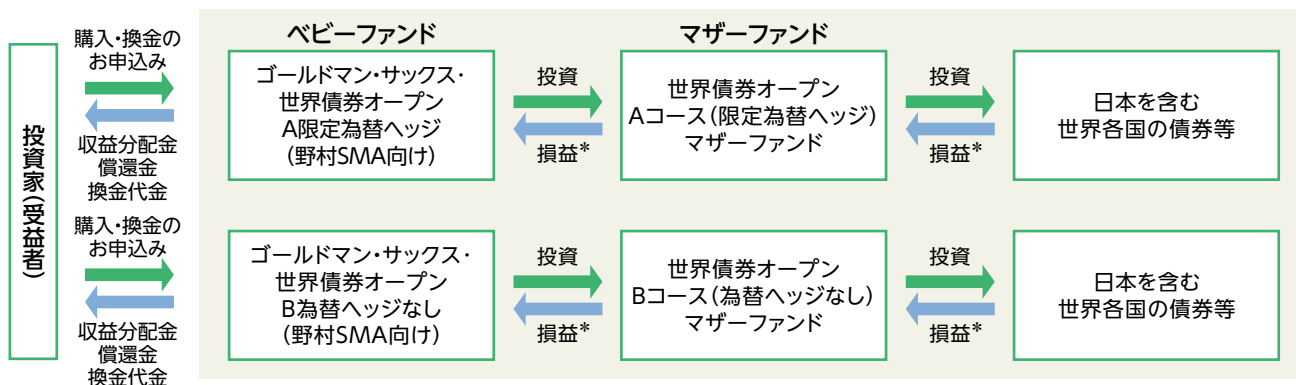 投資家(受益者)
購入・換金の
お申込み
収益分配金
償還金
換金代金
ベビーファンド
ゴールドマン・サックス・
世界債券オープン
A限定為替ヘッジ
(野村SMA向け)
投資
損益*
マザーファンド
世界債券オープン
Aコース(限定為替ヘッジ)
マザーファンド
投資
損益*
日本を含む
世界各国の債券等
購入・換金の
お申込み
収益分配金
償還金
換金代金
ゴールドマン・サックス・
世界債券オープン
B為替ヘッジなし
(野村SMA向け)
投資
損益*
世界債券オープン
Bコース(為替ヘッジなし)
マザーファンド
投資
損益*
日本を含む
世界各国の債券等